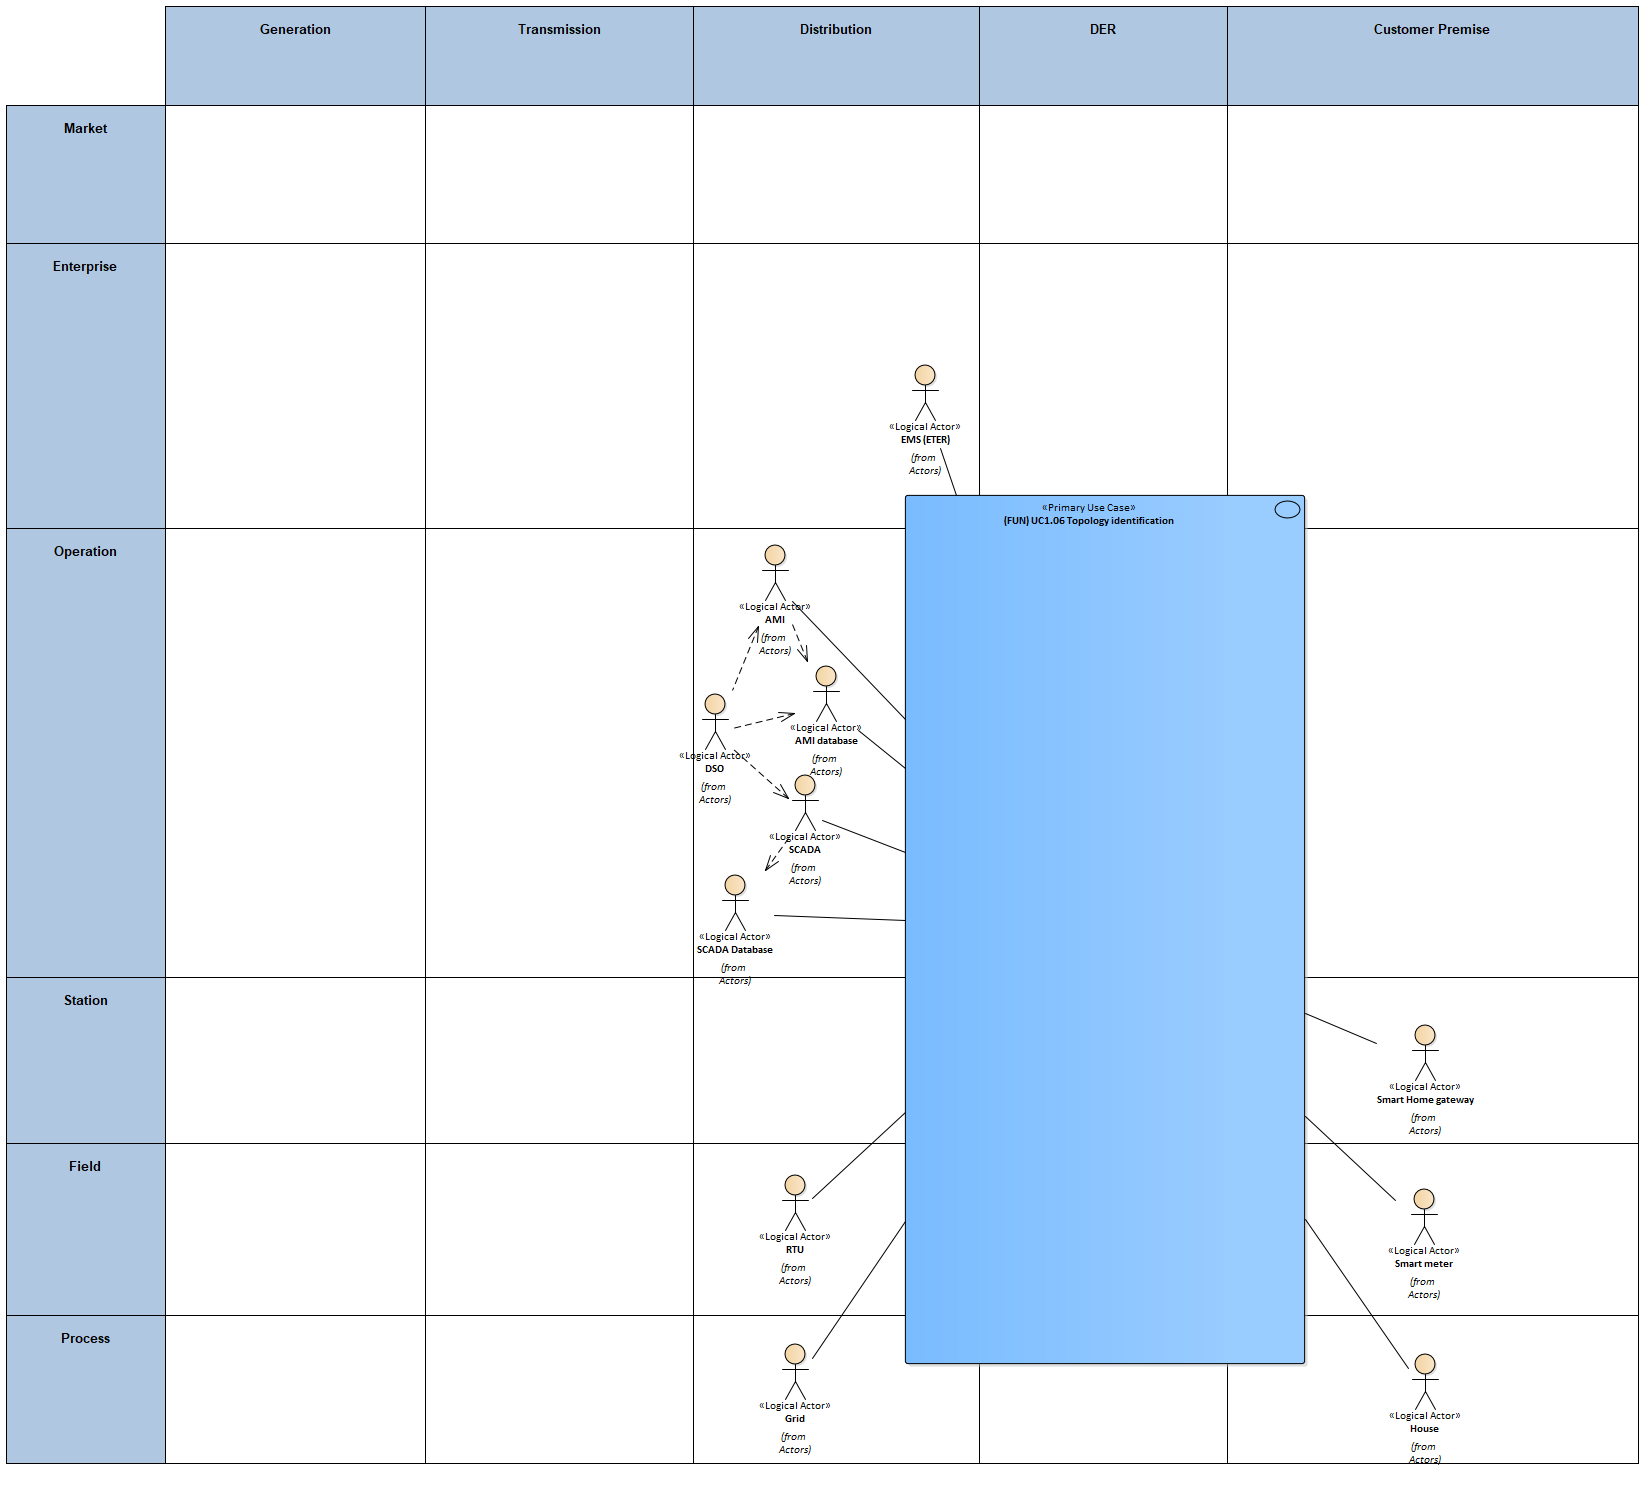 Generation
Transmission
Distribution
DER
Customer Premise
Market
Enterprise
«Logical Actor»
EMS (ETER)
(from
Actors)
«Primary Use Case»
(FUN) UC1.06 Topology identification
Operation
«Logical Actor»
AMI
(from
Actors)
«Logical Actor»
AMI database
(from
Actors)
«Logical Actor»
DSO
(from
Actors)
«Logical Actor»
SCADA
(from
Actors)
«Logical Actor»
SCADA Database
(from
Actors)
Station
«Logical Actor»
Smart Home gateway
(from
Actors)
Field
«Logical Actor»
RTU
(from
Actors)
«Logical Actor»
Smart meter
(from
Actors)
Process
«Logical Actor»
Grid
(from
Actors)
«Logical Actor»
House
(from
Actors)